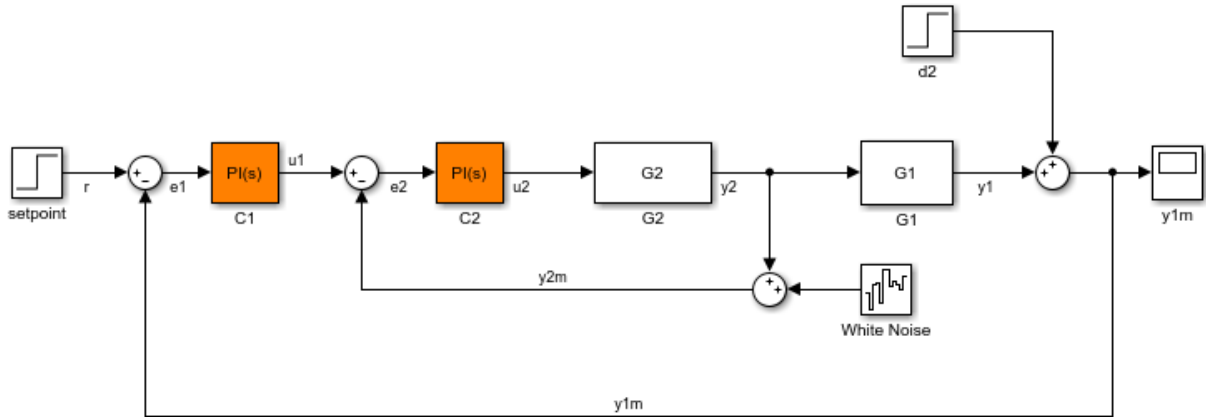 d2
r
e1
PI(s)
u1
e2
PI(s)
u2
G2
y2
G1
y1
setpoint
C1
C2
G2
G1
y1m
y2m
White Noise
y1m